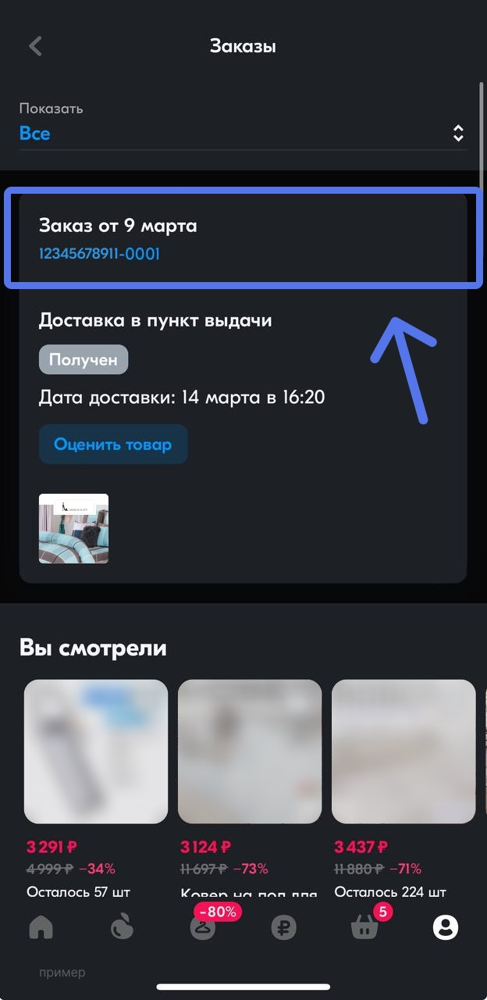 Заказы
Показать
Все
Заказ от 9 марта
12345678911-0001
Доставка в пункт выдачи
Получен
Дата доставки: 14 марта в 16:20
Оценить товар
Вы смотрели
3 291 ₽ 3 124 ₽ 3 437 ₽
4 999 ₽ −34% 11 697 ₽ −73% 11 880 ₽ −71%
Осталось 57 шт Ковер на пол для Осталось 224 шт
-80% 5
₽
пример